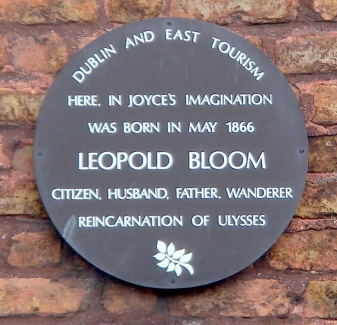 DUBLIN AND EAST TOURISM
HERE, IN JOYCE'S IMAGINATION
WAS BORN IN MAY 1866
LEOPOLD BLOOM
CITIZEN, HUSBAND, FATHER, WANDERER
REINCARNATION OF ULYSSES